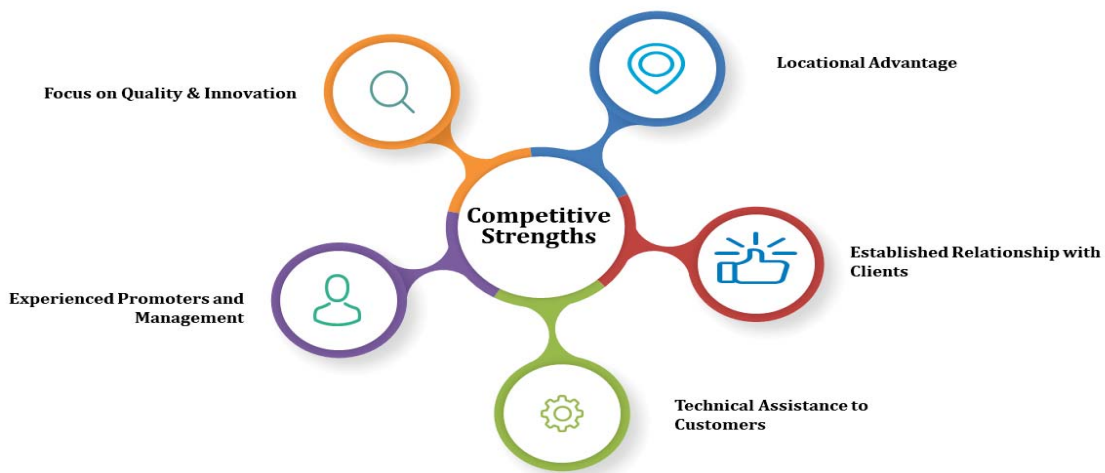 Locational Advantage
Focus on Quality & Innovation
Competitive
Strengths
Established Relationship with
Clients
Experienced Promoters and
Management
Technical Assistance to
Customers